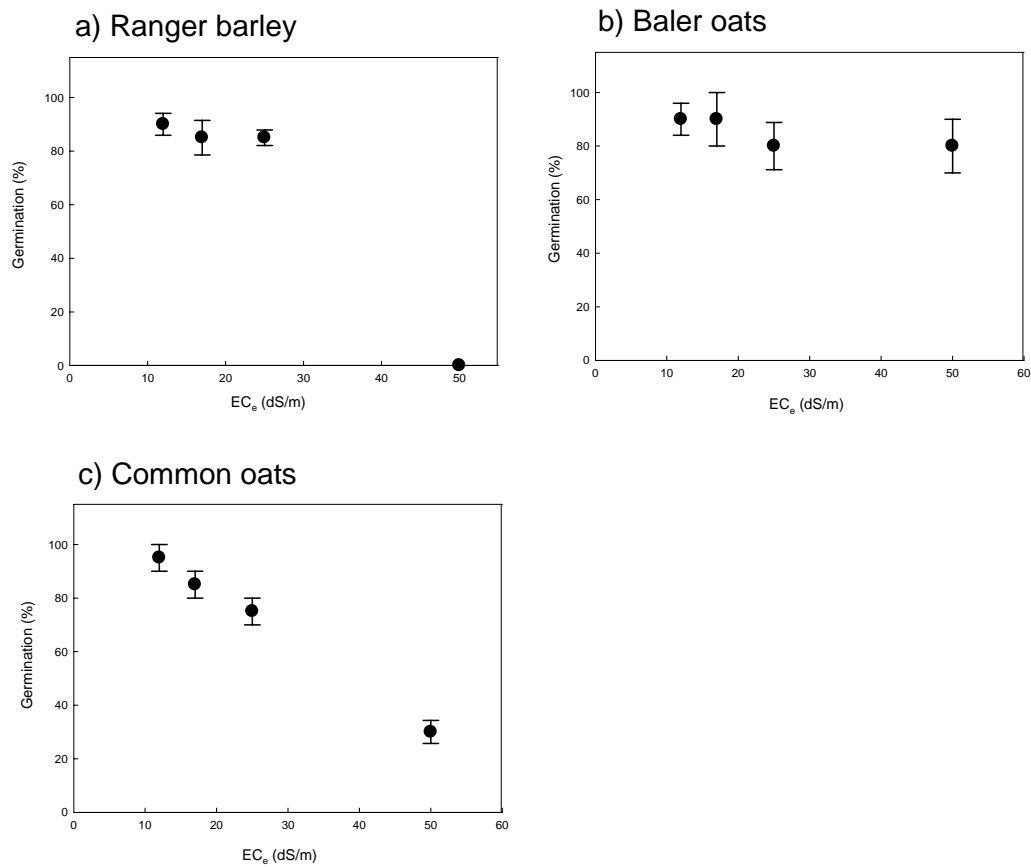 a) Ranger barley
Germination (%)
100
80
60
40
20
0
0 10 20 30 40 50
ECe (dS/m)
b) Baler oats
Germination (%)
100
80
60
40
20
0
0 10 20 30 40 50 60
ECe (dS/m)
c) Common oats
Germination (%)
100
80
60
40
20
0
0 10 20 30 40 50 60
ECe (dS/m)